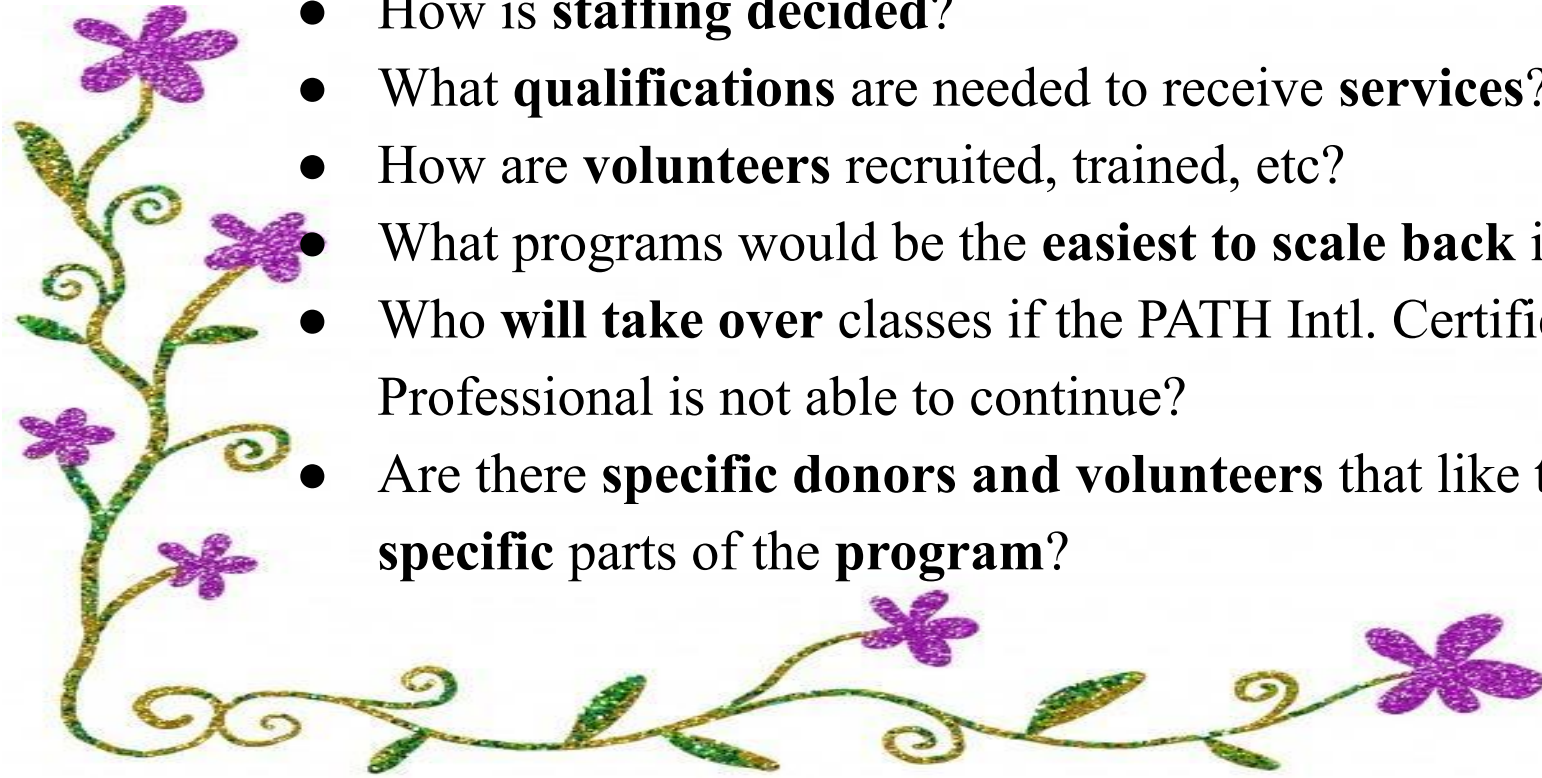 ● How is staffing decided?
● What qualifications are needed to receive services?
● How are volunteers recruited, trained, etc?
● What programs would be the easiest to scale back
● Who will take over classes if the PATH Intl.
Professional is not able to continue?
● Are there specific donors and volunteers that like
specific parts of the program?